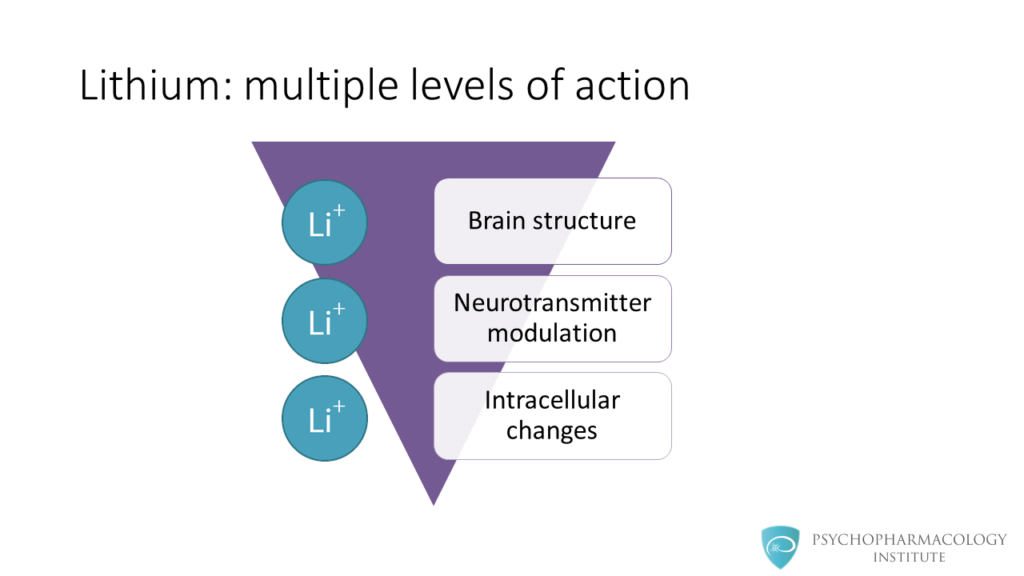 Lithium: multiple levels of action
Li+
Brain structure
Li+
Neurotransmitter
modulation
Li+
Intracellular
changes
PSYCHOPHARMACOLOGY
INSTITUTE